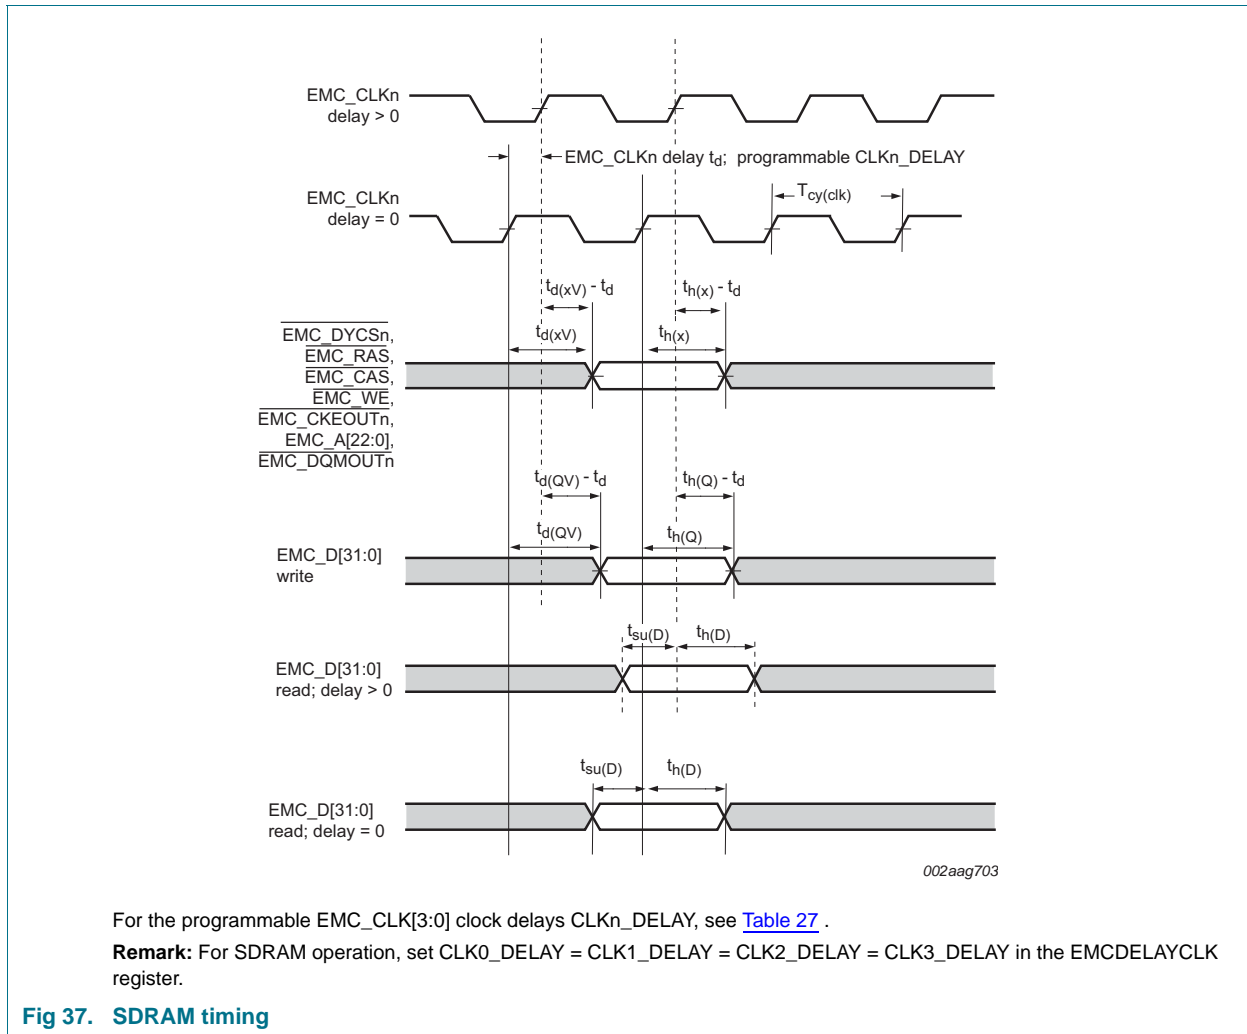 EMC_CLKn
delay > 0
EMC_CLKn delay td; programmable CLKn_DELAY
EMC_CLKn
delay = 0
Tcy(clk)
td(xV) - td
th(x) - td
td(xV)
th(x)
EMC_DYCSn,
EMC_RAS,
EMC_CAS,
EMC_WE,
EMC_CKEOUTn,
EMC_A[22:0],
EMC_DQMOUTn
td(QV) - td
th(Q) - td
td(QV)
th(Q)
EMC_D[31:0]
write
tsu(D)
th(D)
EMC_D[31:0]
read; delay > 0
tsu(D)
th(D)
EMC_D[31:0]
read; delay = 0
002aag703
For the programmable EMC_CLK[3:0] clock delays CLKn_DELAY, see Table 27 .
Remark: For SDRAM operation, set CLK0_DELAY = CLK1_DELAY = CLK2_DELAY = CLK3_DELAY in the EMCDELAYCLK
register.
Fig 37. SDRAM timing